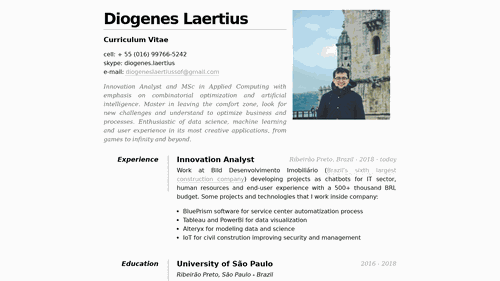 Diogenes Laertius
Curriculum Vitae
cell: + 55 (016) 99766-5242
skype: diogenes.laertius
e-mail: diogeneslaertiussdf@gmail.com
Innovation Analyst and MSc in Applied Computing with
emphasis on combinatorial optimization and artificial
intelligence. Master in leaving the comfort zone, look for
new challenges and understand to optimize business and
processes. Enthusiastic of data science, machine learning
and user experience in its most creative applications, from
games to infinity and beyond.
Experience
Innovation Analyst Ribeirão Preto, Brazil - 2018 - today
Work at Bild Desenvolvimento Imobiliário (Brazil's sixth largest
construction company) developing projects as chatbots for IT sector,
human resources and end-user experience with a 500+ thousand BRL
budget. Some projects and technologies that I work inside company:
• BluePrism software for service center automatization process
• Tableau and PowerBI for data visualization
• Alteryx for modeling data and science
• IoT for civil constrution improving security and management
Education
University of São Paulo 2016 - 2018
Ribeirão Preto, São Paulo - Brazil